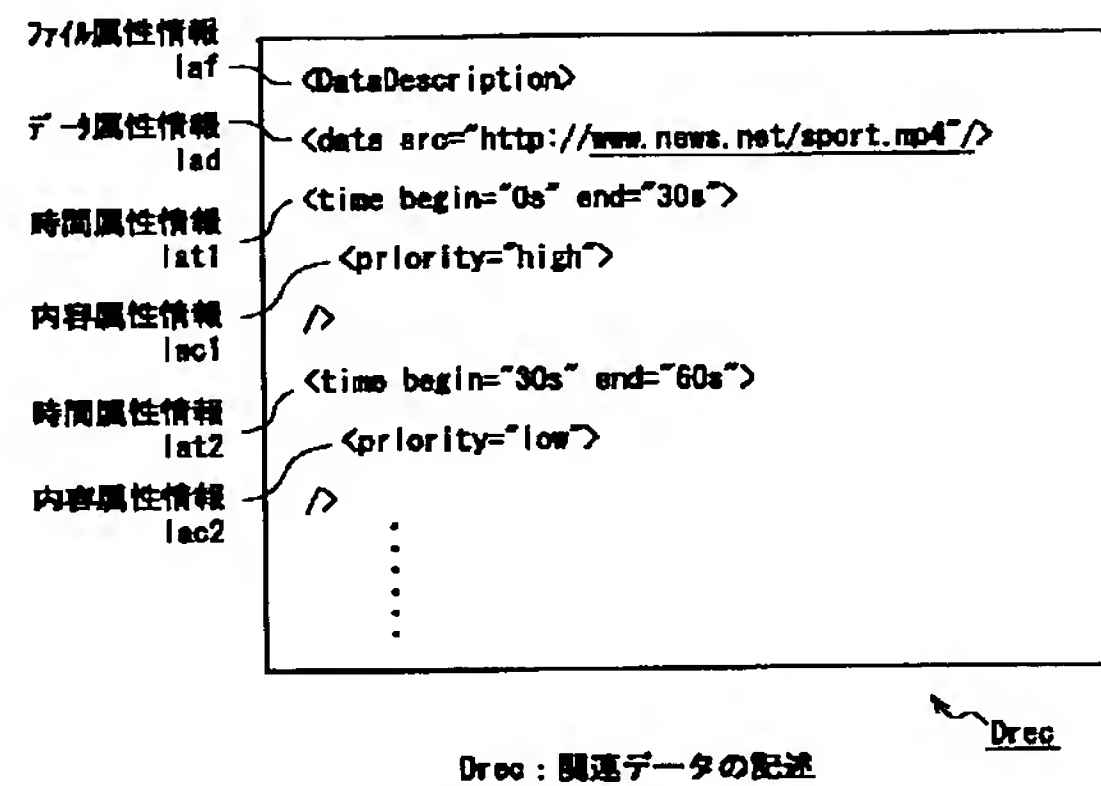 ファイル属性情報
Iaf
<DataDescription>
データ属性情報
Iad
<data src="http://www.news.net/sport.mp4"/>
時間属性情報
Iat1
<time begin="0s" end="30s">
内容属性情報
Iac1
<priority="high">
/>
時間属性情報
Iat2
<time begin="30s" end="60s">
内容属性情報
Iac2
<priority="low">
/>
Drec
Drec：関連データの記述